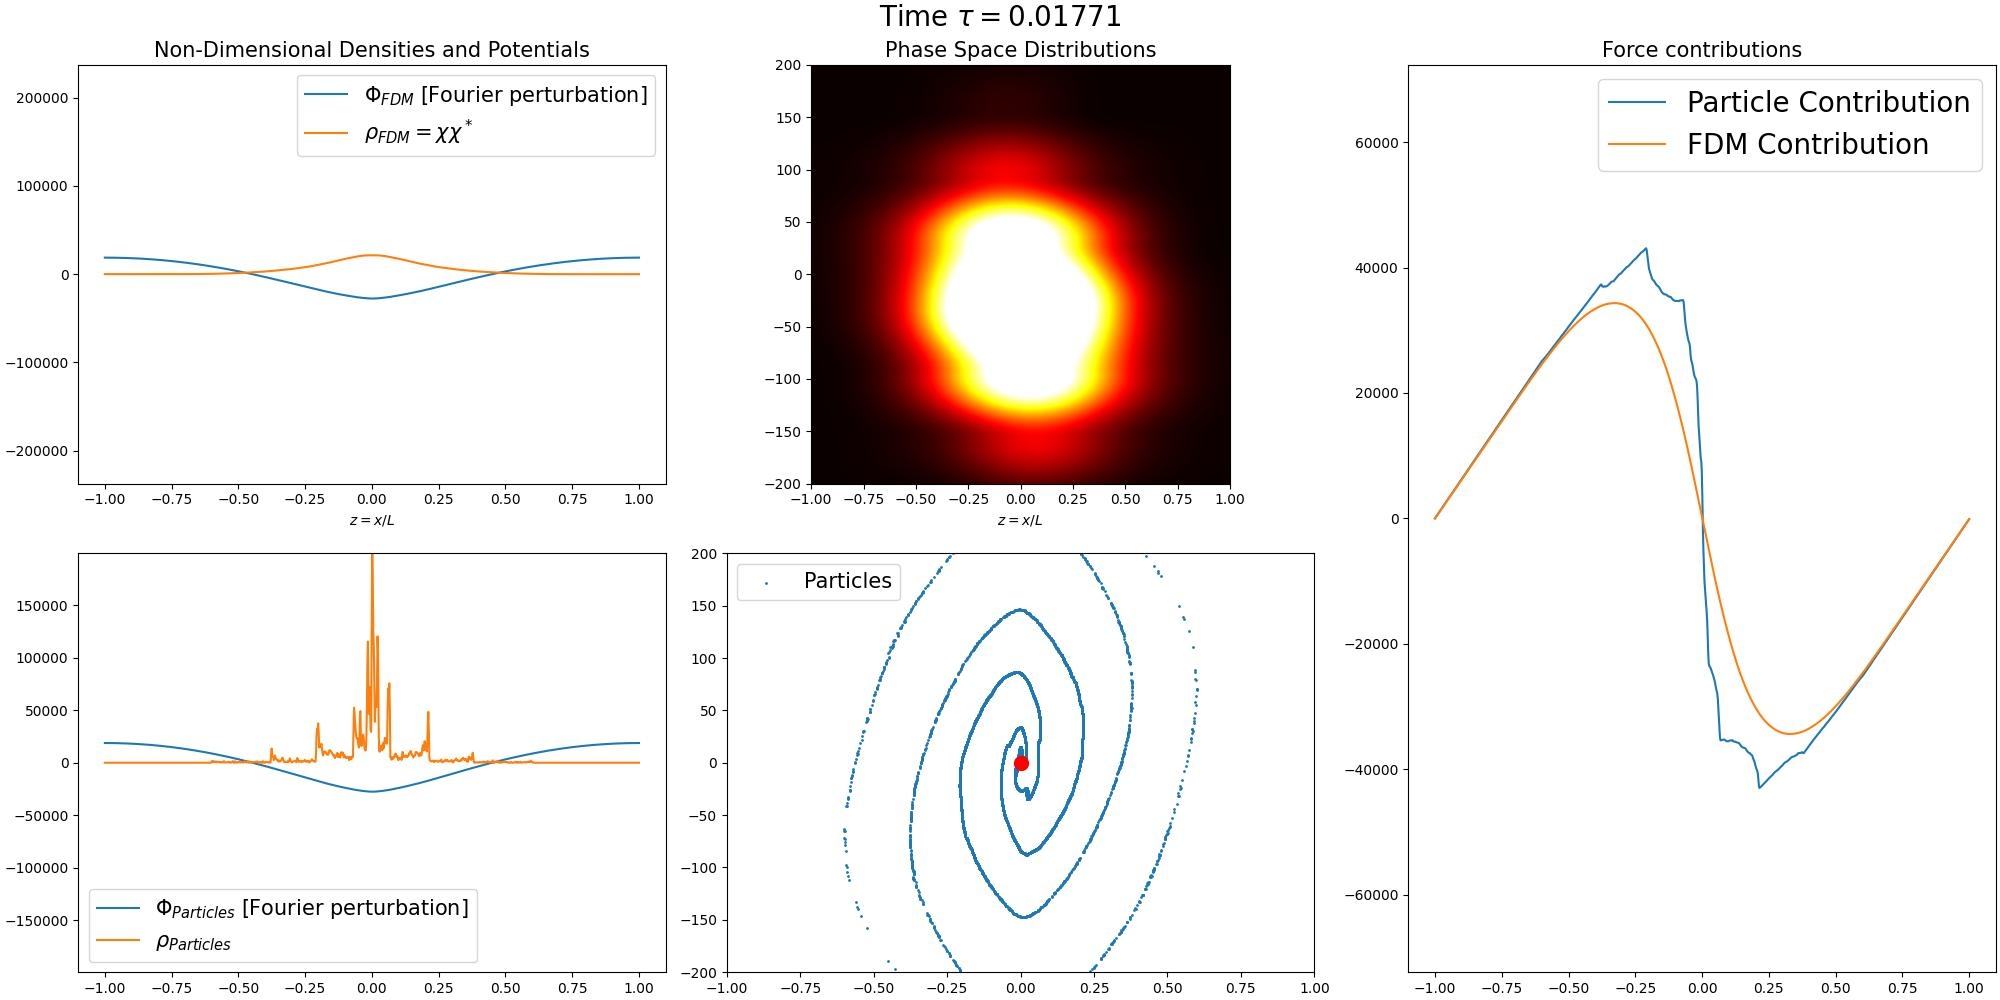 Time τ = 0.01771
Non-Dimensional Densities and Potentials
Φ_FDM [Fourier perturbation]
ρ_FDM = χχ*
200000
100000
0
−100000
−200000
−1.00 −0.75 −0.50 −0.25 0.00 0.25 0.50 0.75 1.00
z = x/L
Phase Space Distributions
200
150
100
50
0
−50
−100
−150
−200
−1.00 −0.75 −0.50 −0.25 0.00 0.25 0.50 0.75 1.00
z = x/L
Force contributions
Particle Contribution
FDM Contribution
60000
40000
20000
0
−20000
−40000
−60000
−1.00 −0.75 −0.50 −0.25 0.00 0.25 0.50 0.75 1.00
150000
100000
50000
0
−50000
−100000
−150000
Φ_Particles [Fourier perturbation]
ρ_Particles
−1.00 −0.75 −0.50 −0.25 0.00 0.25 0.50 0.75 1.00
Particles
200
150
100
50
0
−50
−100
−150
−200
−1.00 −0.75 −0.50 −0.25 0.00 0.25 0.50 0.75 1.00